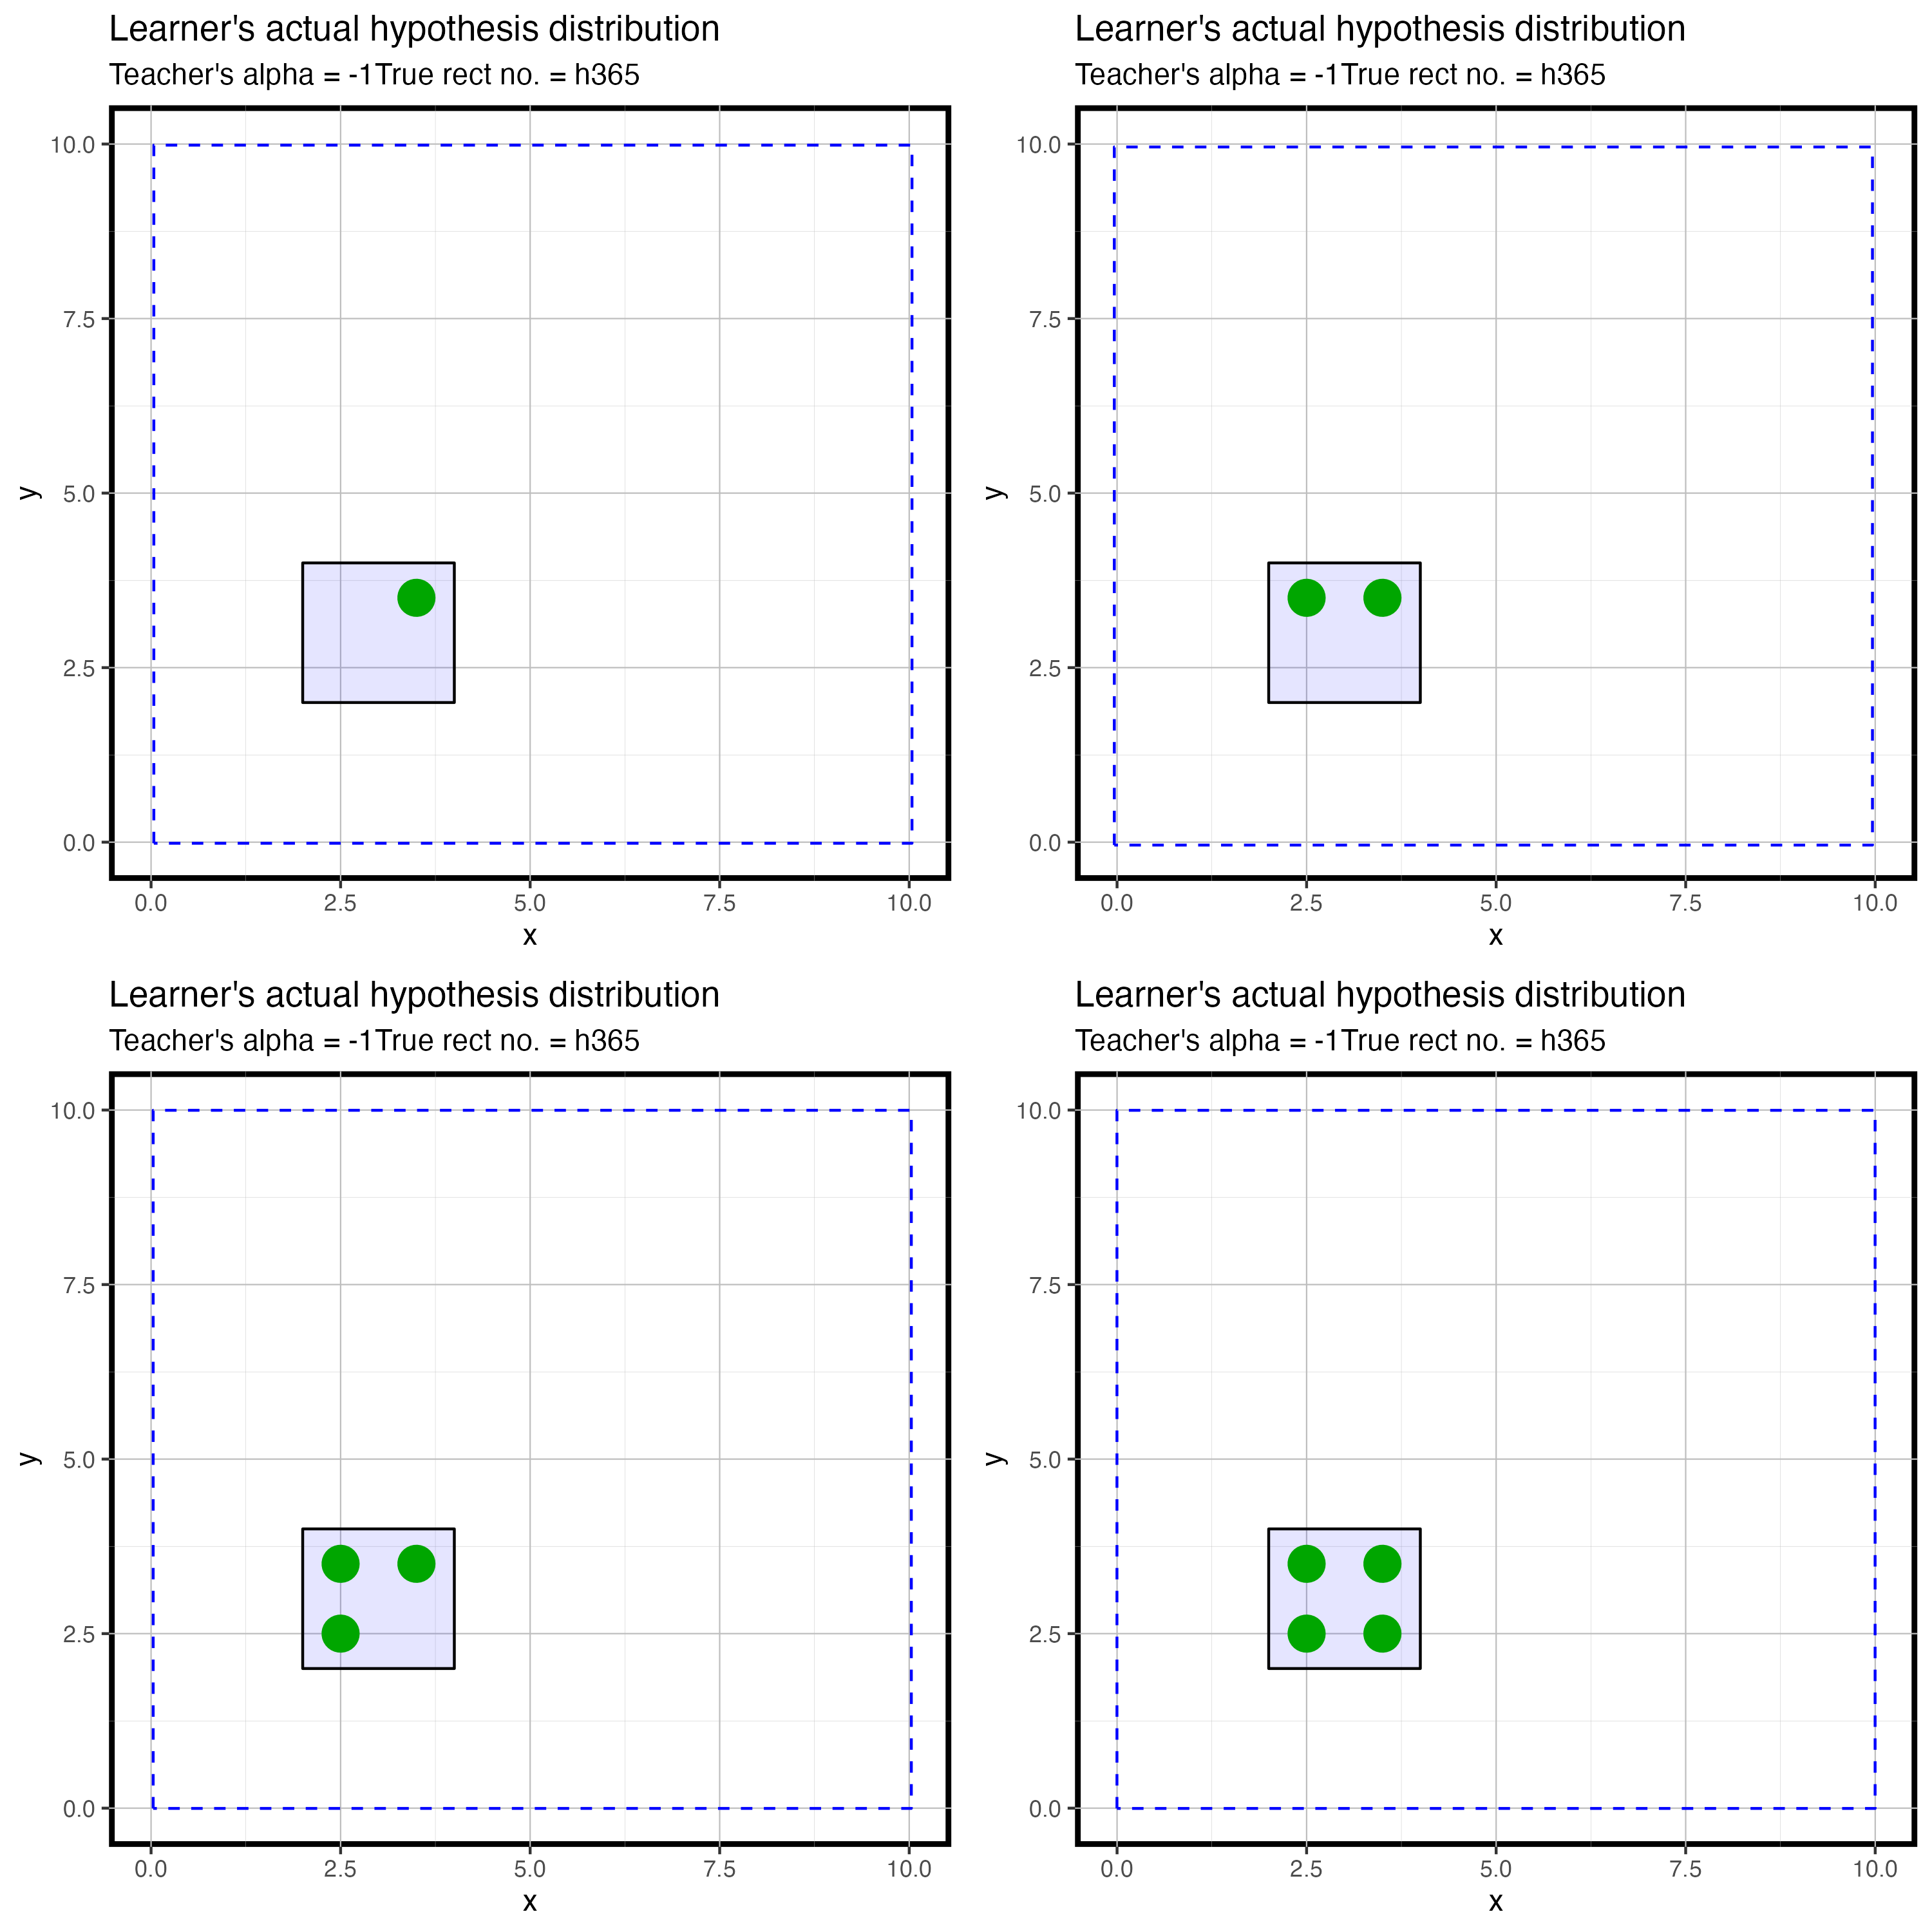 Learner's actual hypothesis distribution
Teacher's alpha = -1True rect no. = h365
10.0
7.5
5.0
2.5
0.0
y
0.0 2.5 5.0 7.5 10.0
x
Learner's actual hypothesis distribution
Teacher's alpha = -1True rect no. = h365
10.0
7.5
5.0
2.5
0.0
y
0.0 2.5 5.0 7.5 10.0
x
Learner's actual hypothesis distribution
Teacher's alpha = -1True rect no. = h365
10.0
7.5
5.0
2.5
0.0
y
0.0 2.5 5.0 7.5 10.0
x
Learner's actual hypothesis distribution
Teacher's alpha = -1True rect no. = h365
10.0
7.5
5.0
2.5
0.0
y
0.0 2.5 5.0 7.5 10.0
x